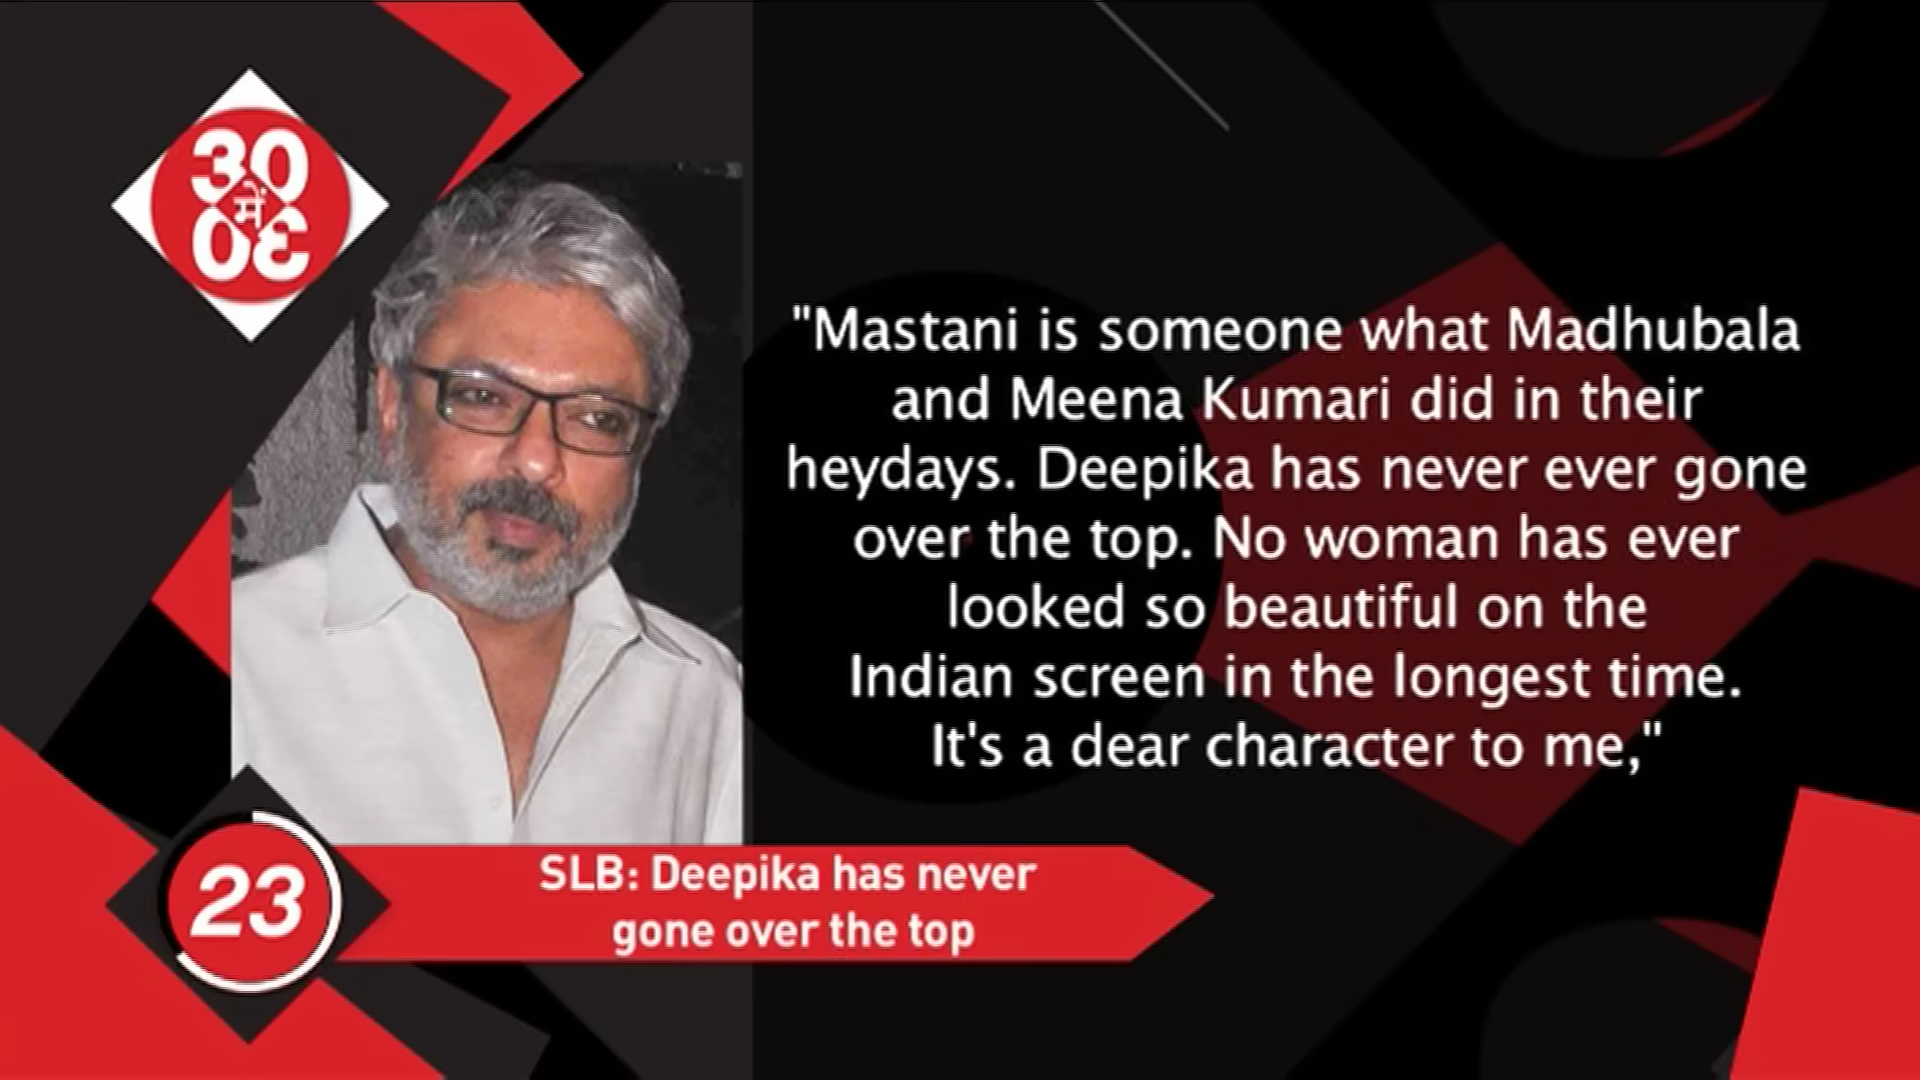 30
में
30
"Mastani is someone what Madhubala
and Meena Kumari did in their
heydays. Deepika has never ever gone
over the top. No woman has ever
looked so beautiful on the
Indian screen in the longest time.
It's a dear character to me,"
23
SLB: Deepika has never
gone over the top